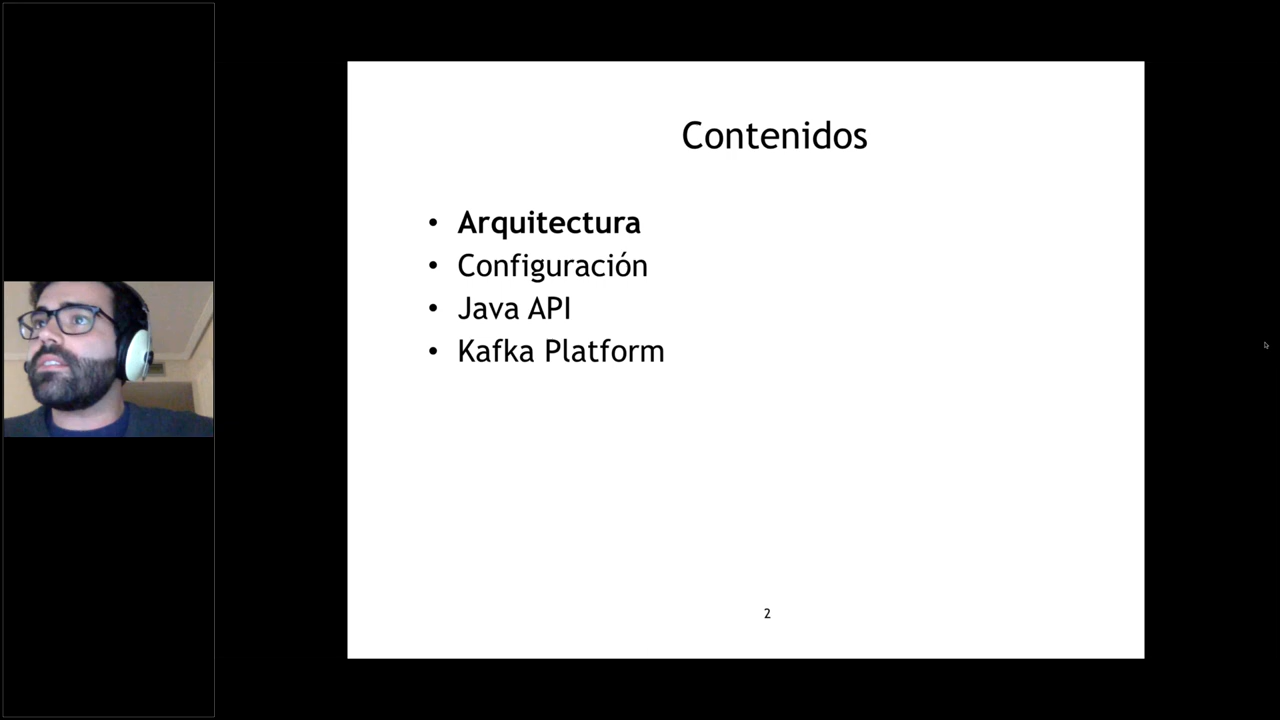 Contenidos
• Arquitectura
• Configuración
• Java API
• Kafka Platform
2